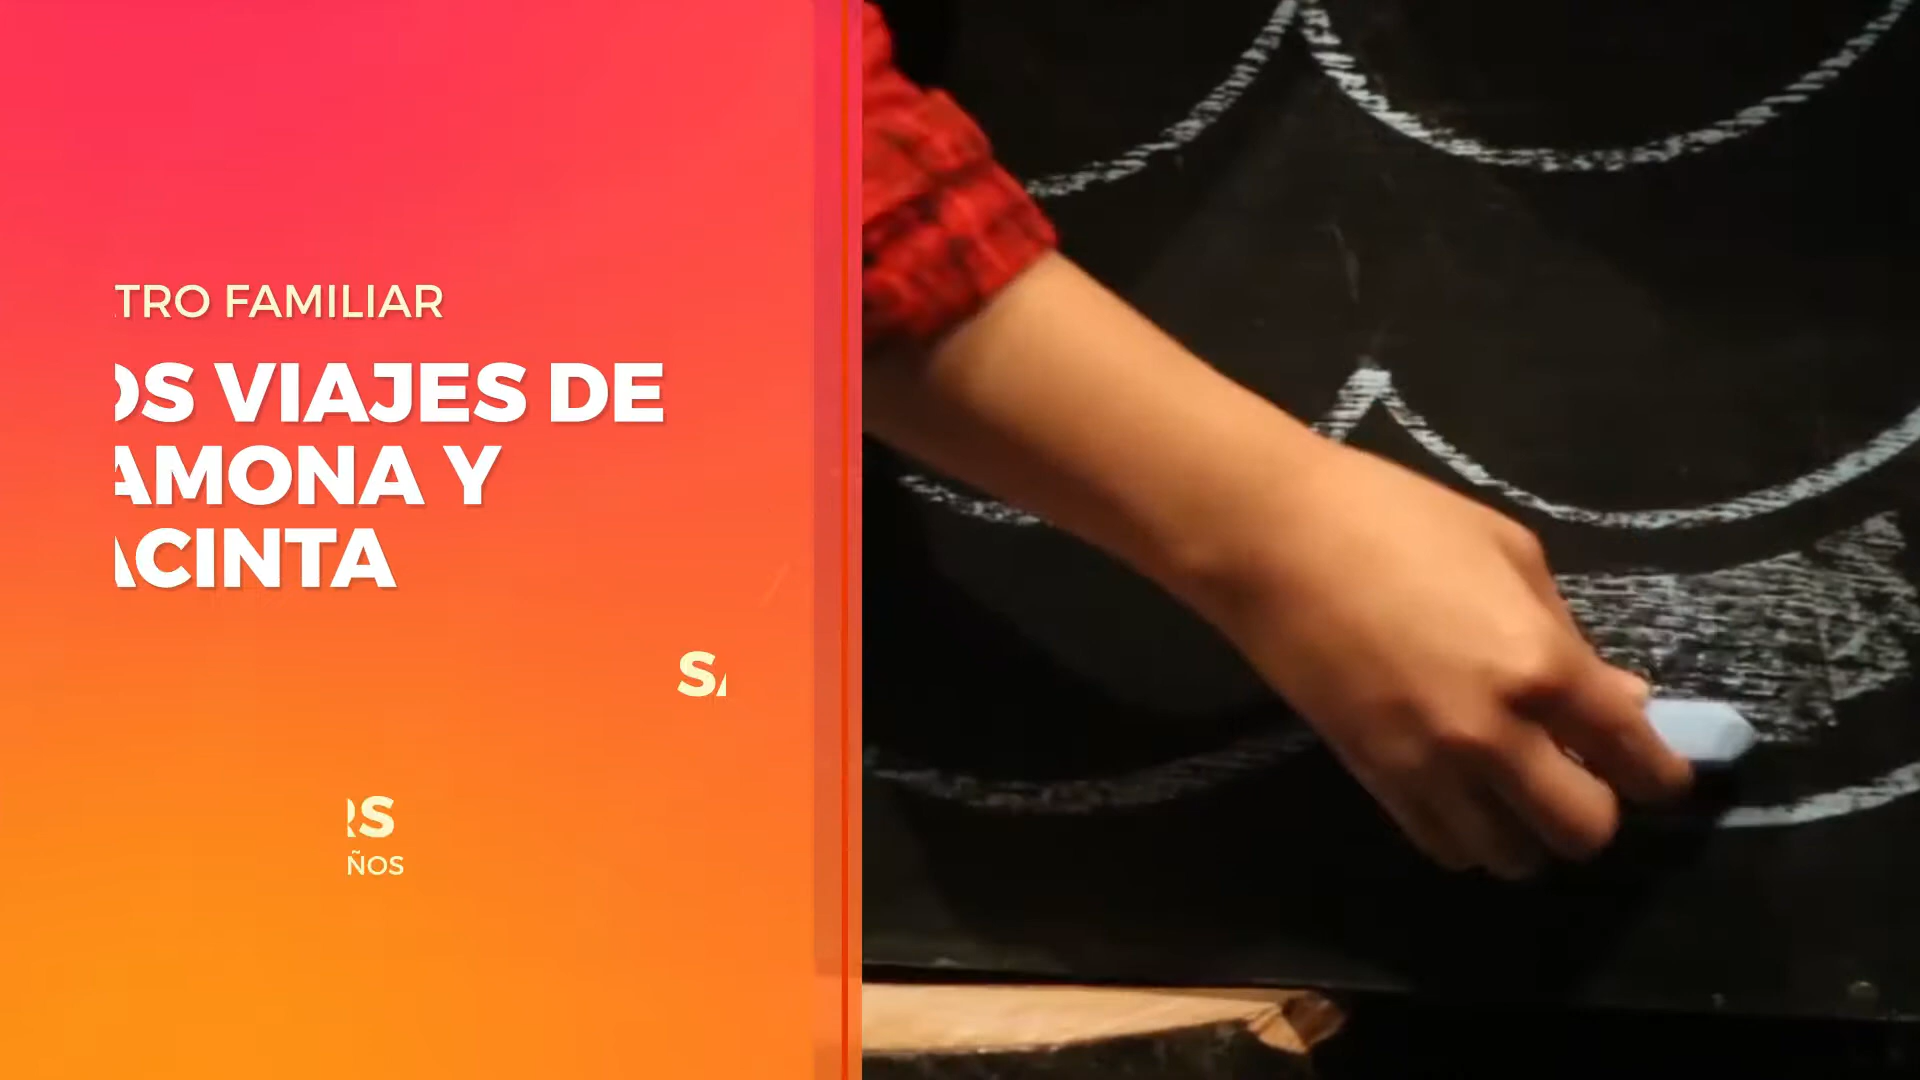 TRO FAMILIAR
OS VIAJES DE
AMONA Y
ACINTA
SA
RS
ÑOS